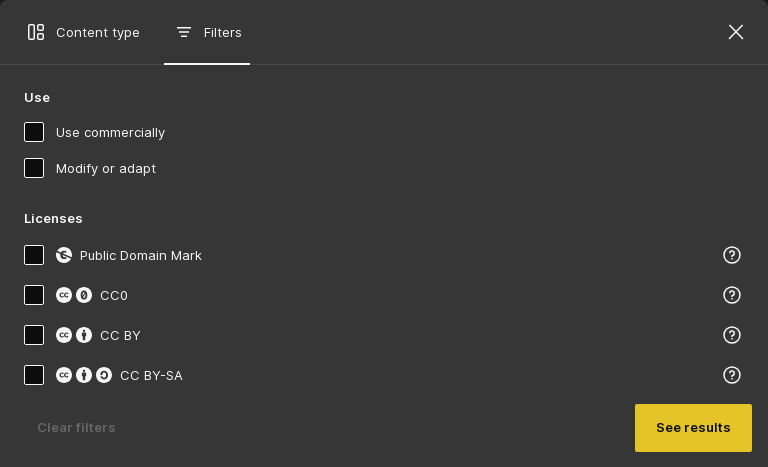 Content type
Filters
Use
Use commercially
Modify or adapt
Licenses
Public Domain Mark
CC0
CC BY
CC BY-SA
Clear filters
See results